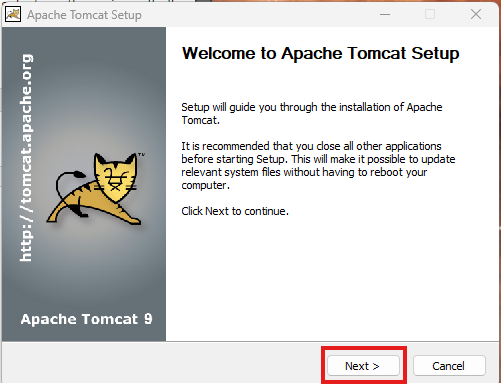 Apache Tomcat Setup
http://tomcat.apache.org
Welcome to Apache Tomcat Setup
Setup will guide you through the installation of Apache
Tomcat.
It is recommended that you close all other applications
before starting Setup. This will make it possible to update
relevant system files without having to reboot your
computer.
Click Next to continue.
TM
Apache Tomcat 9
Next >
Cancel